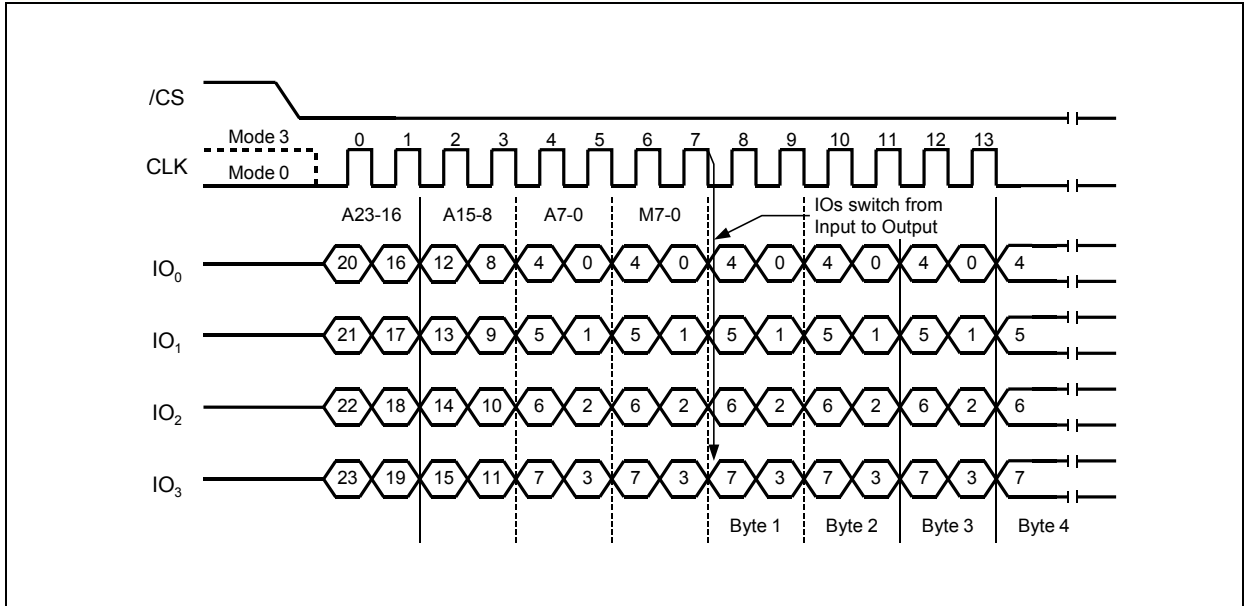 /CS
Mode 3
CLK
Mode 0
0 1 2 3 4 5 6 7 8 9 10 11 12 13
A23-16 A15-8 A7-0 M7-0
IOs switch from
Input to Output
IO0 20 16 12 8 4 0 4 0 4 0 4 0 4 0 4
IO1 21 17 13 9 5 1 5 1 5 1 5 1 5 1 5
IO2 22 18 14 10 6 2 6 2 6 2 6 2 6 2 6
IO3 23 19 15 11 7 3 7 3 7 3 7 3 7 3 7
Byte 1 Byte 2 Byte 3 Byte 4